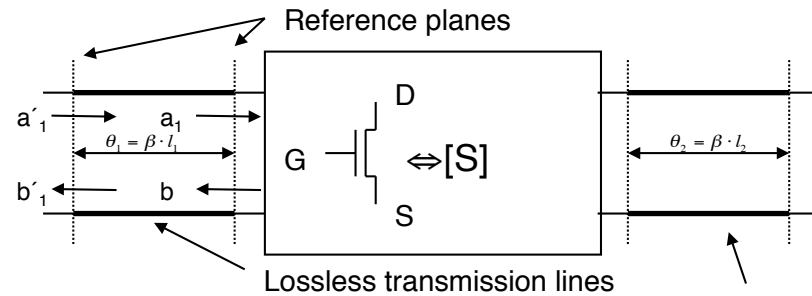 Reference planes
a´1 a1
D
θ1 = β · l1
G ⇔[S]
θ2 = β · l2
b´1 b
S
Lossless transmission lines